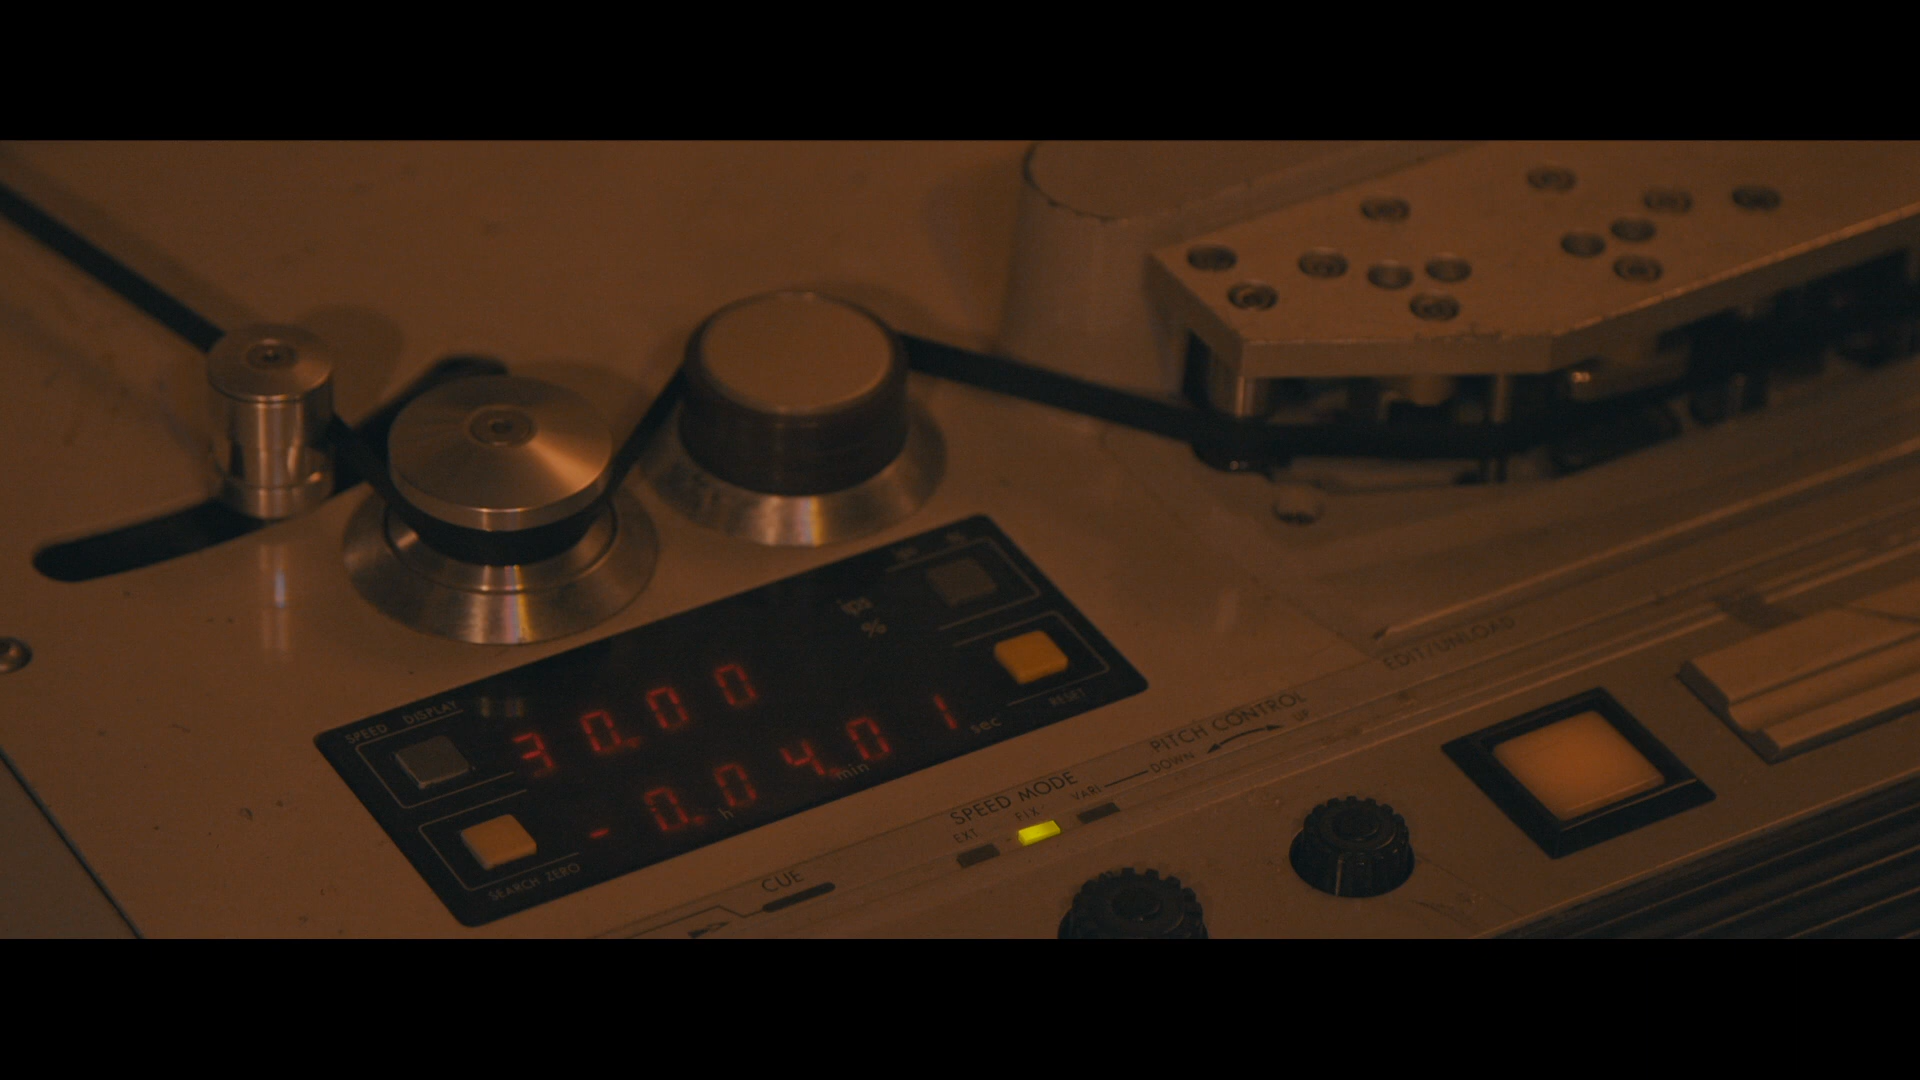 SPEED DISPLAY
ips
%
30.00
-0.04.01
h min sec
SEARCH ZERO
RESET
EDIT/UNLOAD
PITCH CONTROL
DOWN UP
SPEED MODE
EXT FIX VARI
CUE